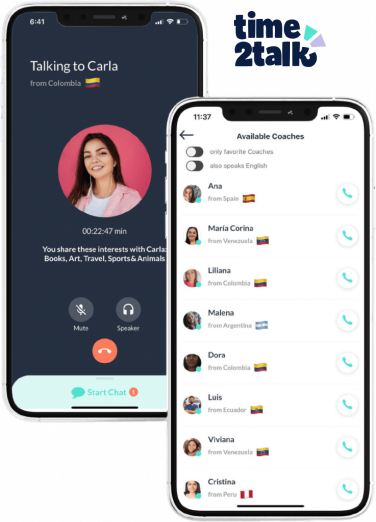 time
2talk
6:41
Talking to Carla
from Colombia
00:22:47 min
You share these interests with Carla:
Books, Art, Travel, Sports & Animals
Mute
Speaker
Start Chat
11:37
Available Coaches
only favorite Coaches
also speaks English
Ana
from Spain
María Corina
from Venezuela
Liliana
from Colombia
Malena
from Argentina
Dora
from Colombia
Luis
from Ecuador
Viviana
from Venezuela
Cristina
from Peru